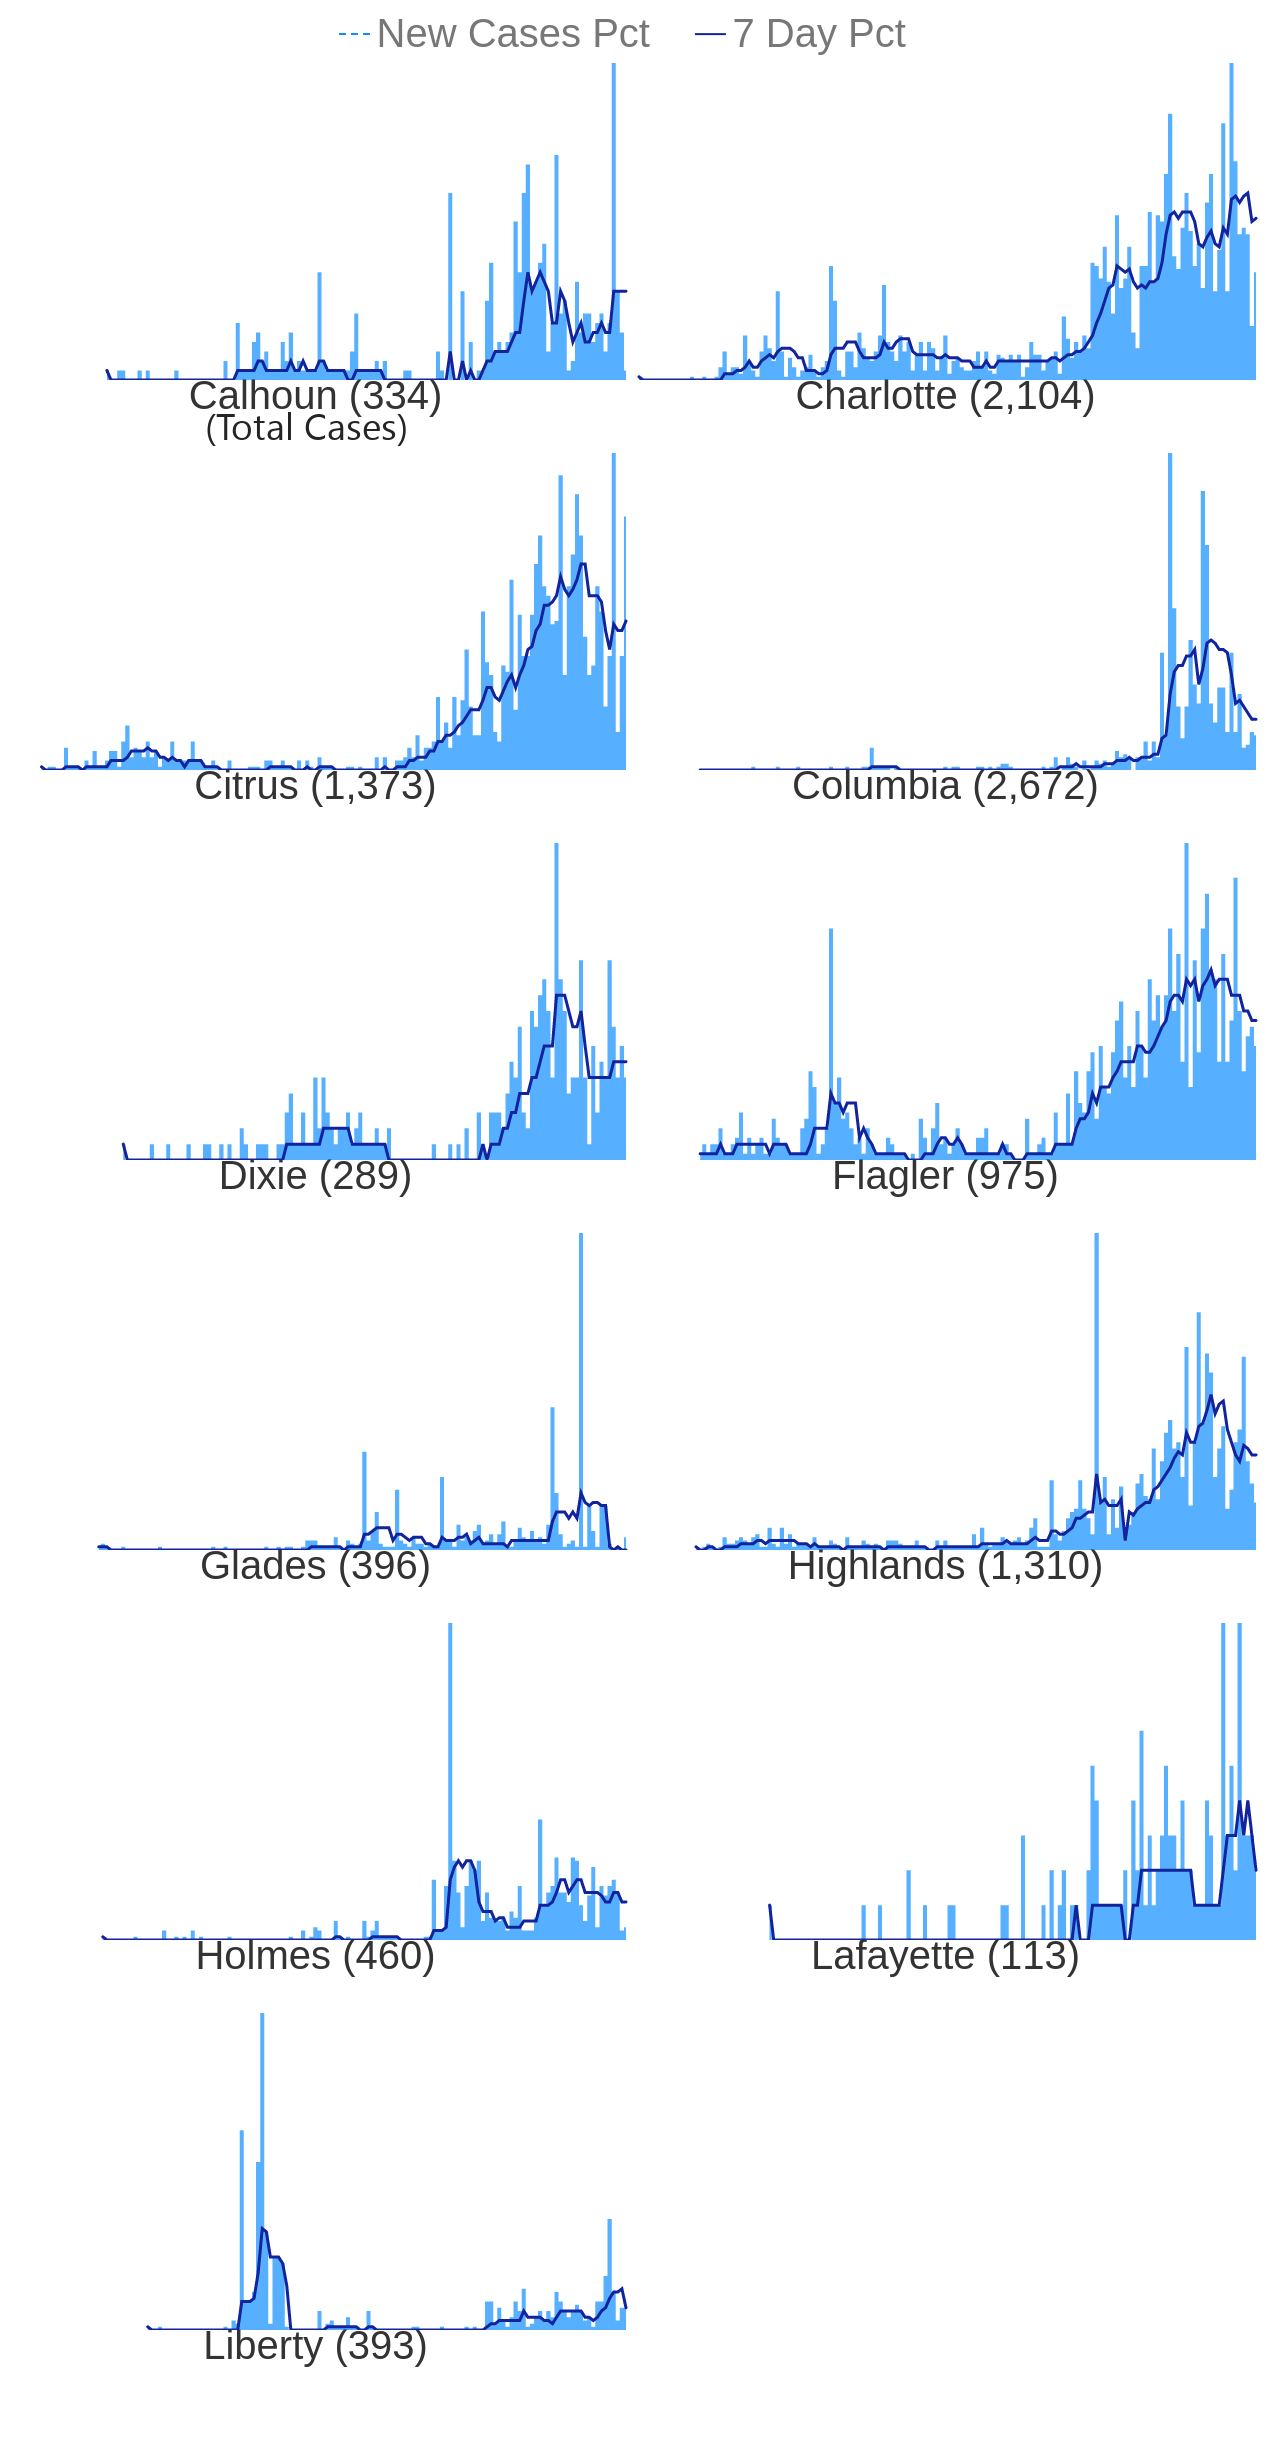 New Cases Pct 7 Day Pct
Calhoun (334) Charlotte (2,104)
(Total Cases)
Citrus (1,373) Columbia (2,672)
Dixie (289) Flagler (975)
Glades (396) Highlands (1,310)
Holmes (460) Lafayette (113)
Liberty (393)